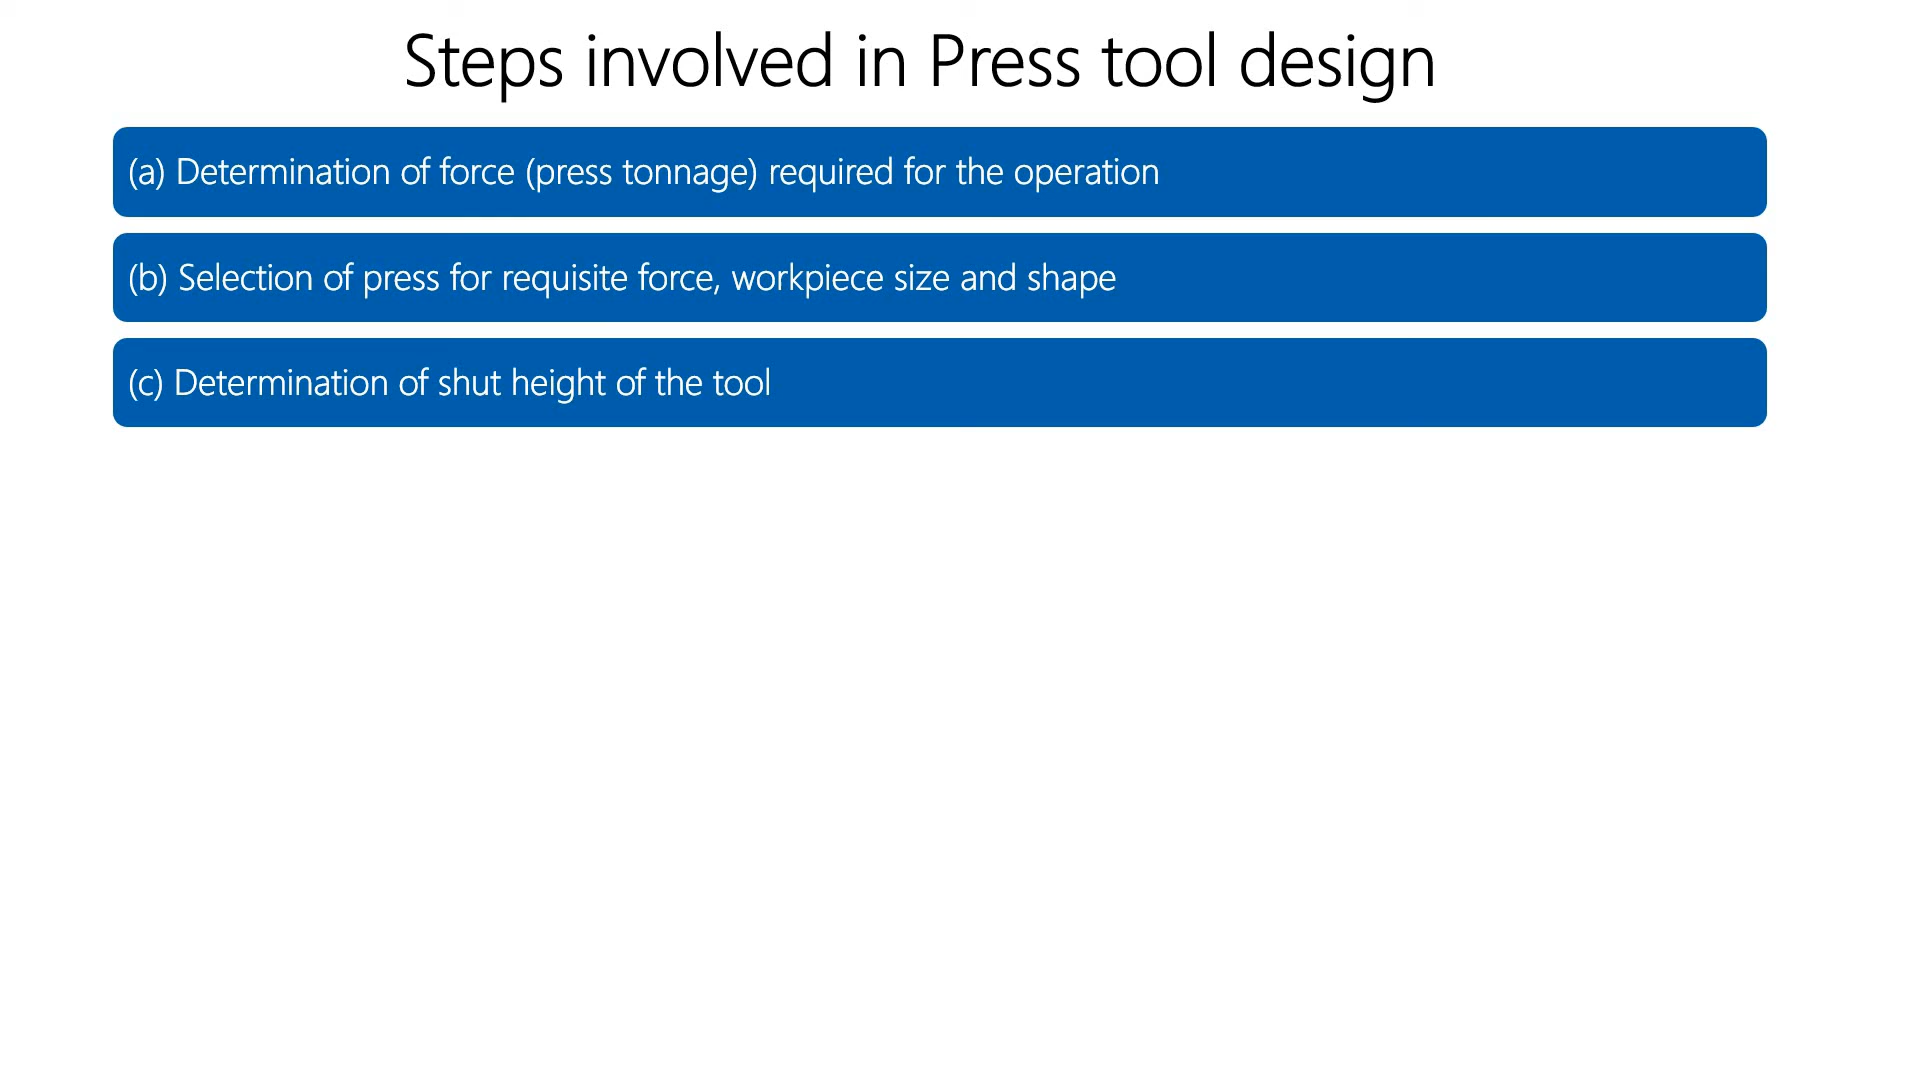 Steps involved in Press tool design
(a) Determination of force (press tonnage) required for the operation
(b) Selection of press for requisite force, workpiece size and shape
(c) Determination of shut height of the tool